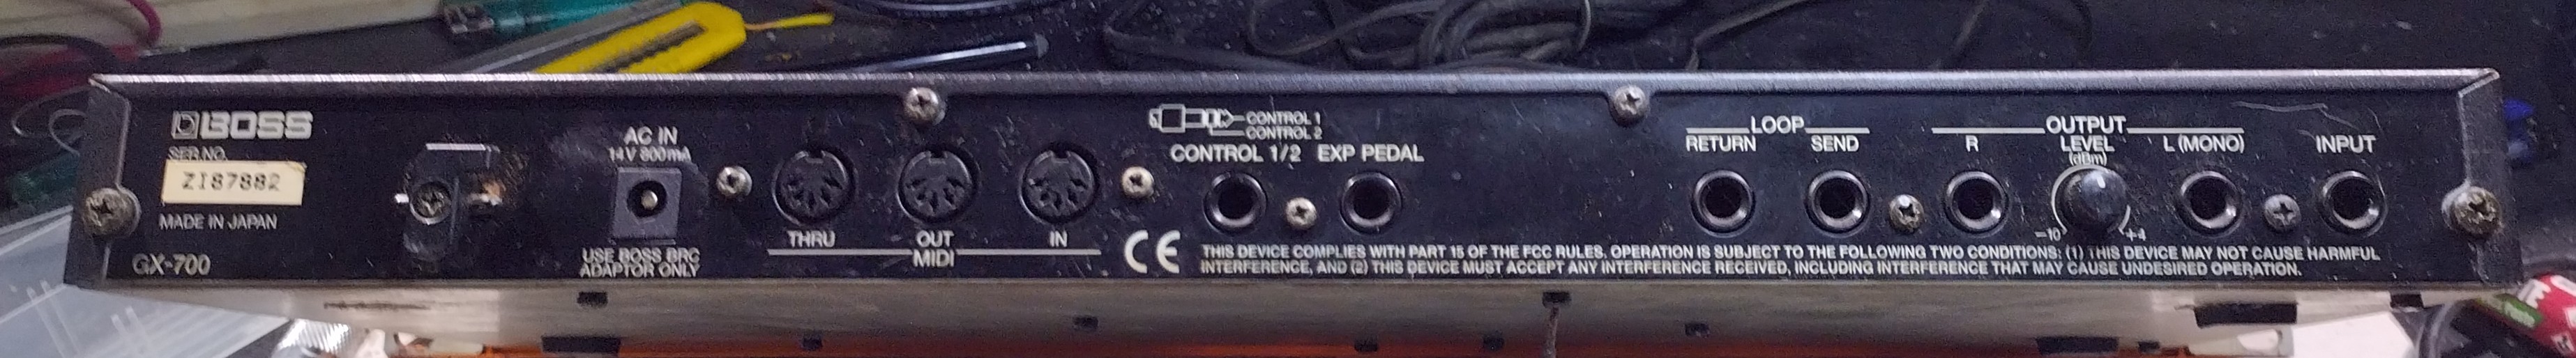 BOSS
SER.NO.
ZI87882
MADE IN JAPAN
GX-700
AC IN
14V 800mA
USE BOSS BRC
ADAPTOR ONLY
THRU
OUT
IN
MIDI
CONTROL 1
CONTROL 2
CONTROL 1/2
EXP PEDAL
CE
LOOP
RETURN
SEND
OUTPUT
R
LEVEL
(dBm)
-10
+4
L (MONO)
INPUT
THIS DEVICE COMPLIES WITH PART 15 OF THE FCC RULES. OPERATION IS SUBJECT TO THE FOLLOWING TWO CONDITIONS: (1) THIS DEVICE MAY NOT CAUSE HARMFUL
INTERFERENCE, AND (2) THIS DEVICE MUST ACCEPT ANY INTERFERENCE RECEIVED, INCLUDING INTERFERENCE THAT MAY CAUSE UNDESIRED OPERATION.